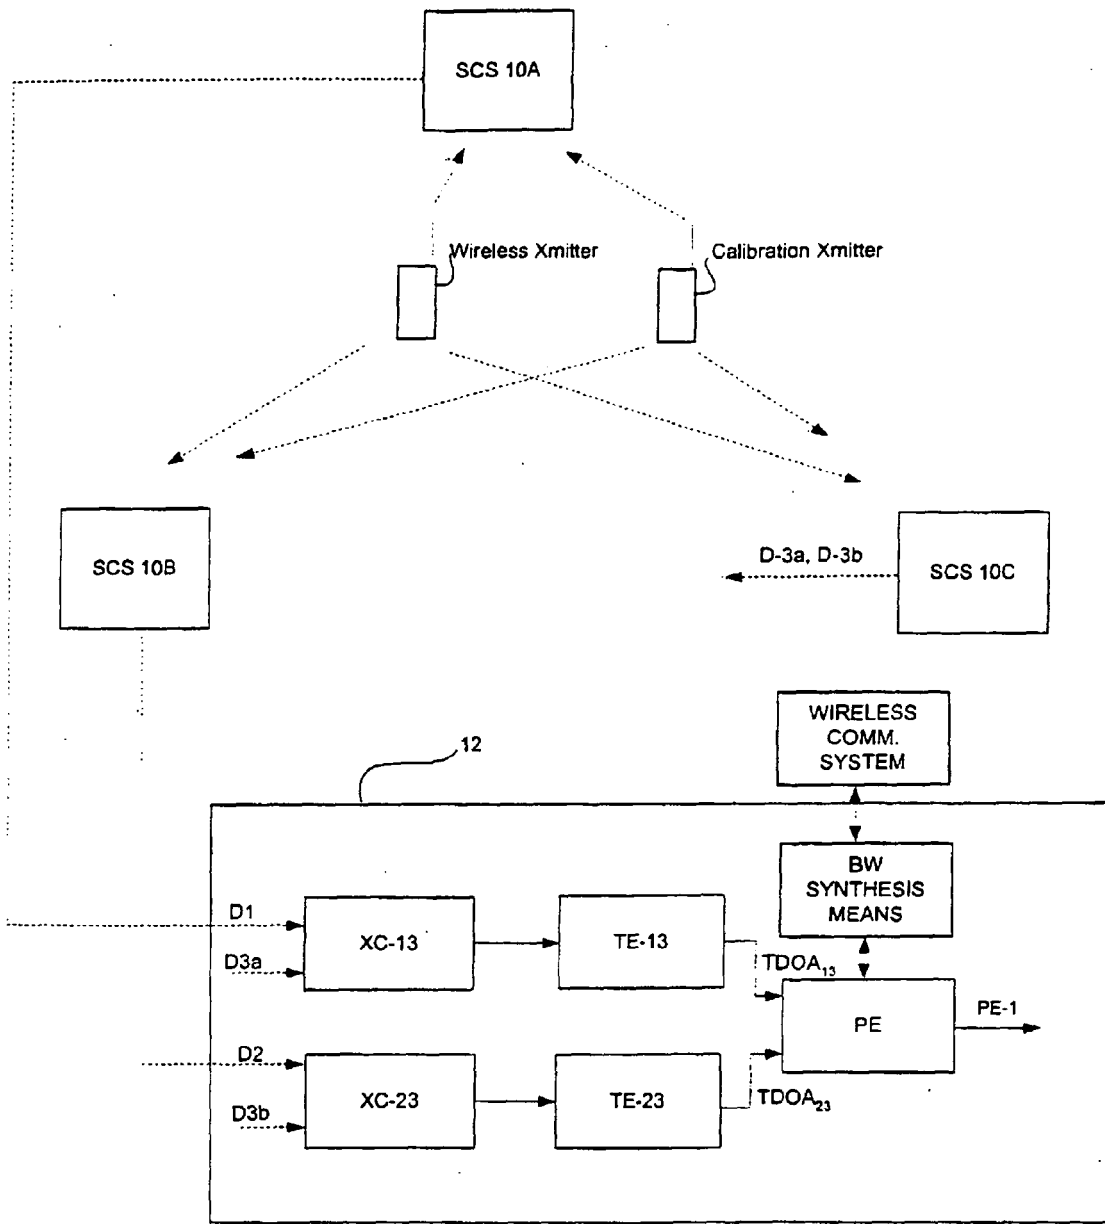 SCS 10A
Wireless Xmitter
Calibration Xmitter
SCS 10B
D-3a, D-3b
SCS 10C
WIRELESS
COMM.
SYSTEM
12
BW
SYNTHESIS
MEANS
D1
XC-13
TE-13
D3a
TDOA₁₃
PE
PE-1
D2
XC-23
TE-23
TDOA₂₃
D3b